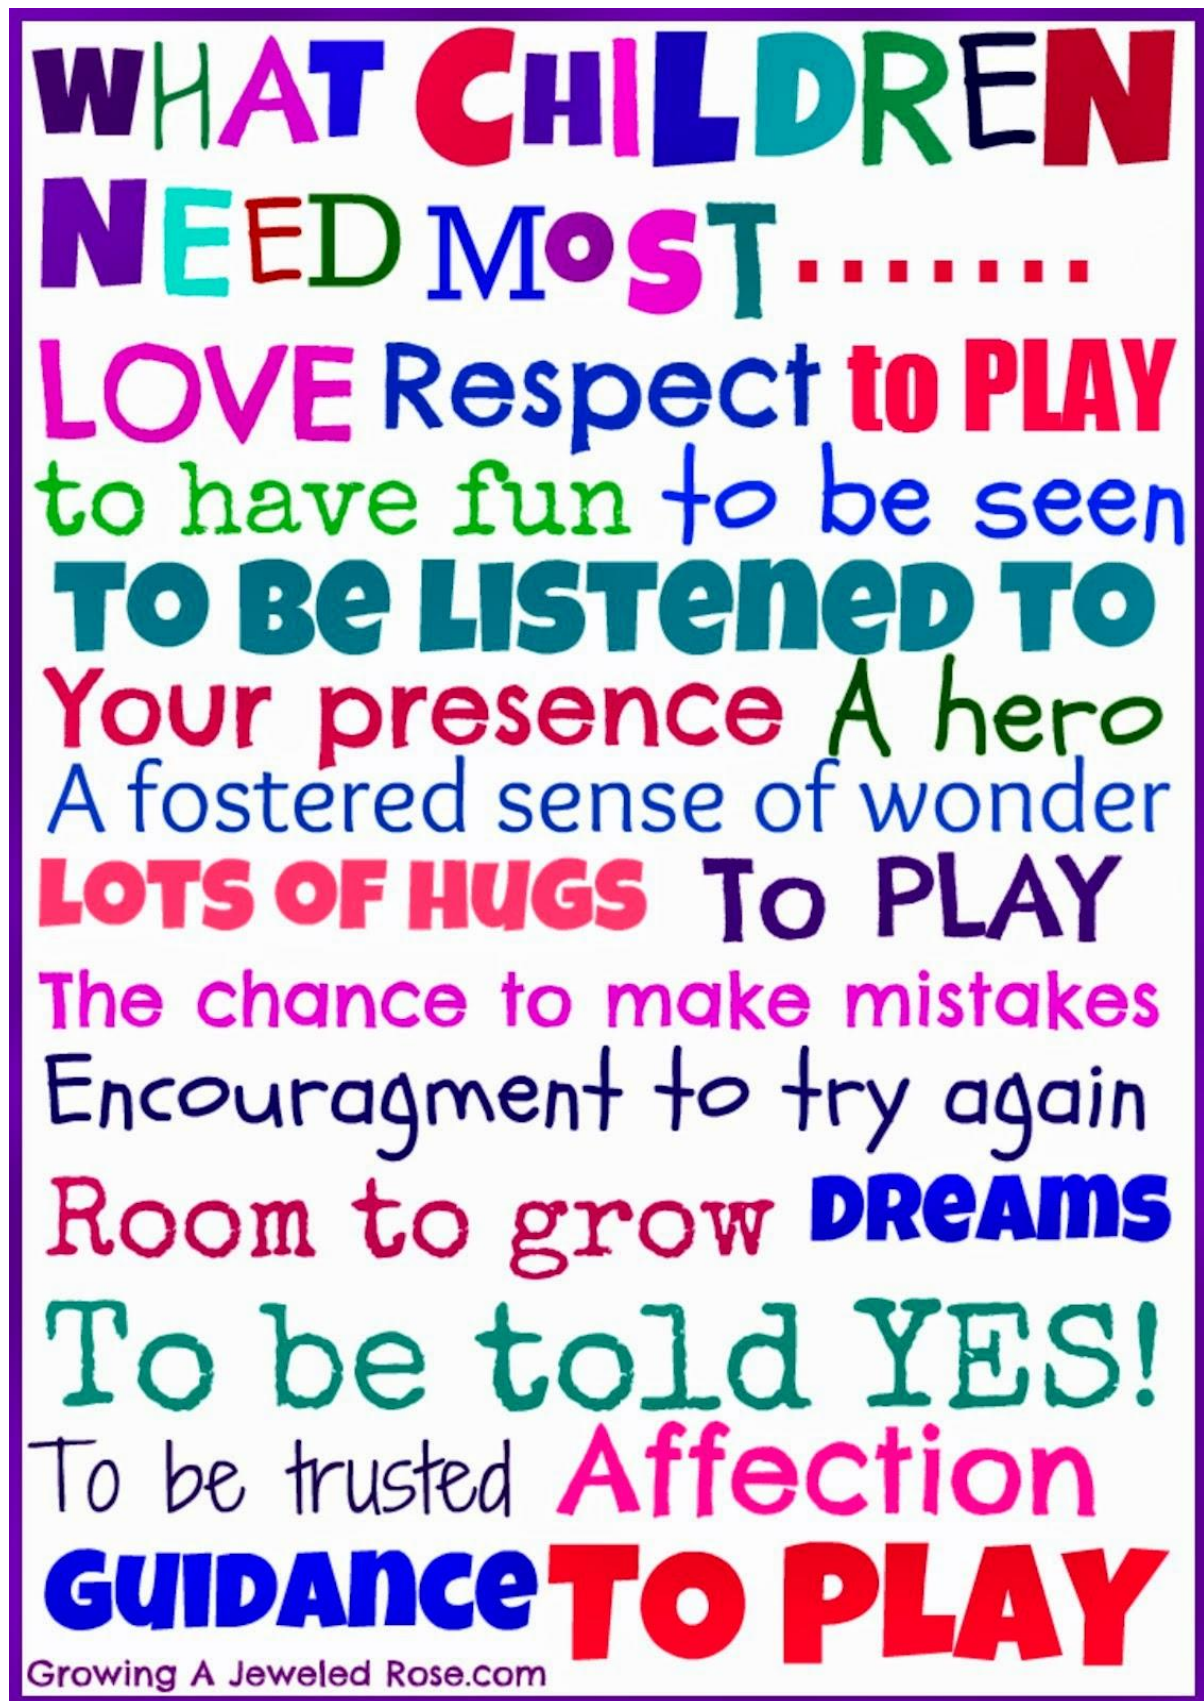 WHAT CHILDREN
NEED MOST.......
LOVE Respect to PLAY
to have fun to be seen
TO Be LISTeneD TO
Your presence A hero
A fostered sense of wonder
LOTS OF HUGS To PLAY
The chance to make mistakes
Encouragment to try again
Room to grow DReAmS
To be told YES!
To be trusted Affection
GUIDAnce TO PLAY
Growing A Jeweled Rose.com